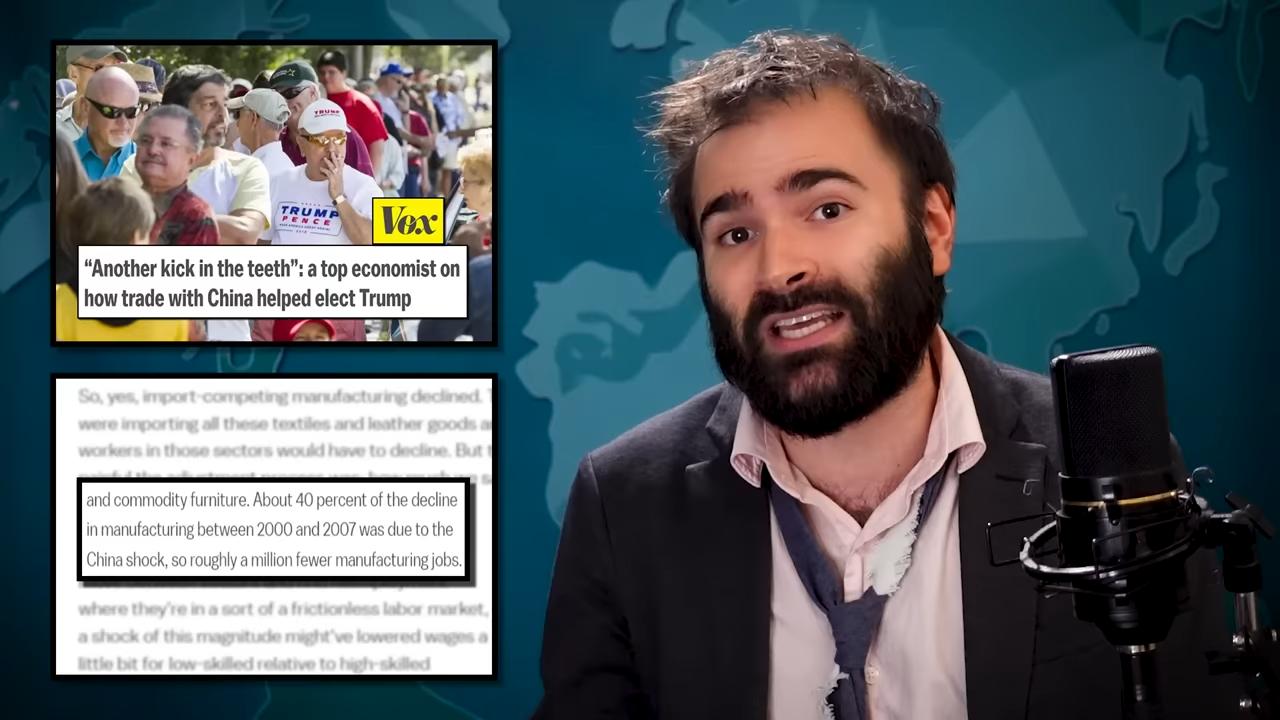 TRUMP
TRUMP
PENCE
Vox
“Another kick in the teeth”: a top economist on
how trade with China helped elect Trump
So, yes, import-competing manufacturing declined.
were importing all these textiles and leather goods
workers in those sectors would have to decline. But
and commodity furniture. About 40 percent of the decline
in manufacturing between 2000 and 2007 was due to the
China shock, so roughly a million fewer manufacturing jobs.
where they're in a sort of a frictionless labor market,
a shock of this magnitude might've lowered wages a
little bit for low-skilled relative to high-skilled